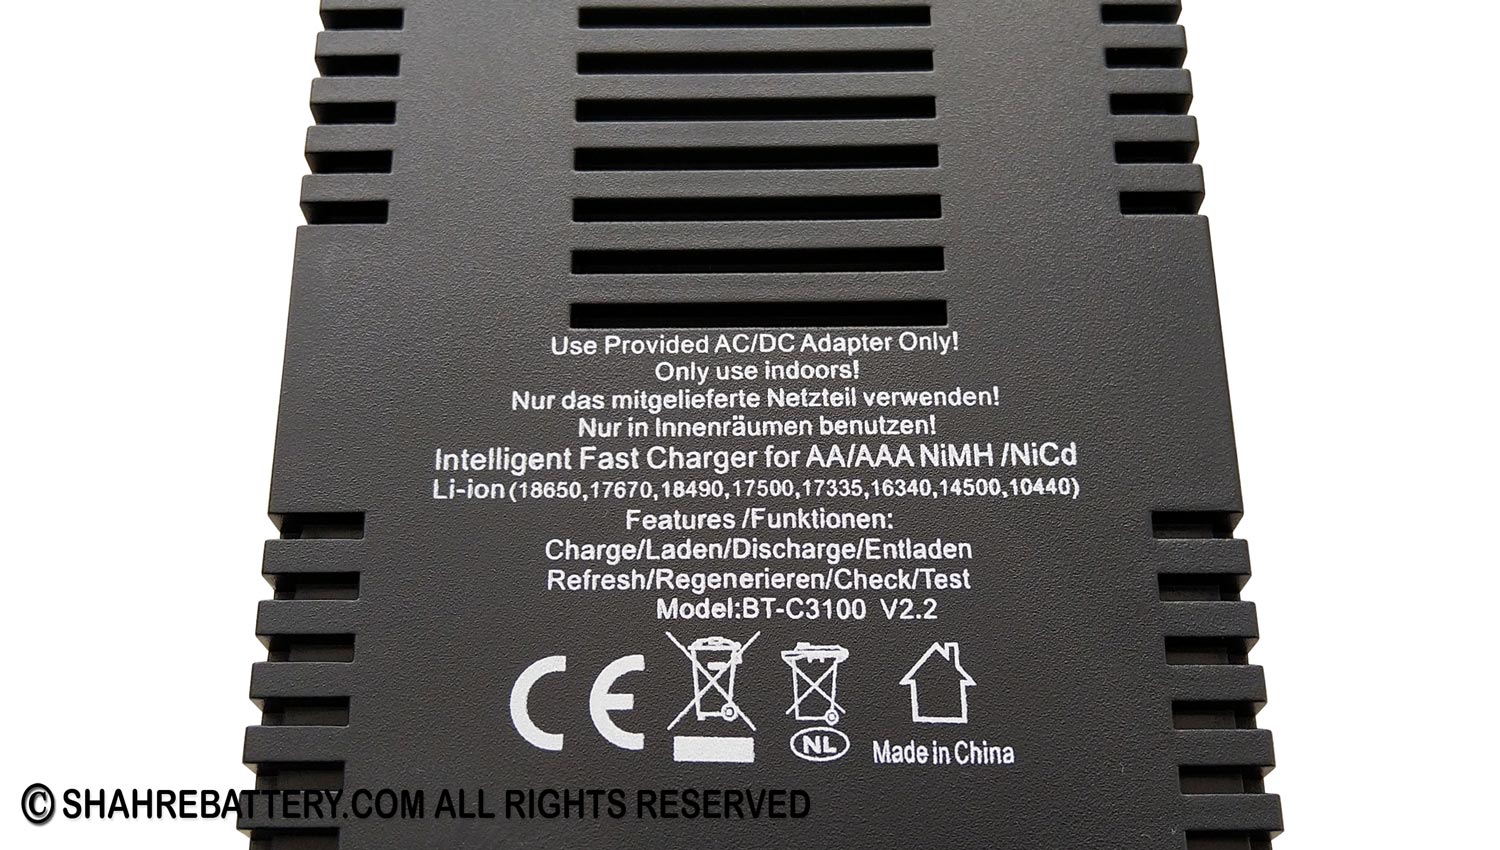 Use Provided AC/DC Adapter Only!
Only use indoors!
Nur das mitgelieferte Netzteil verwenden!
Nur in Innenräumen benutzen!
Intelligent Fast Charger for AA/AAA NiMH /NiCd
Li-ion (18650,17670,18490,17500,17335,16340,14500,10440)
Features /Funktionen:
Charge/Laden/Discharge/Entladen
Refresh/Regenerieren/Check/Test
Model:BT-C3100 V2.2
CE
NL
Made in China
© SHAHREBATTERY.COM ALL RIGHTS RESERVED